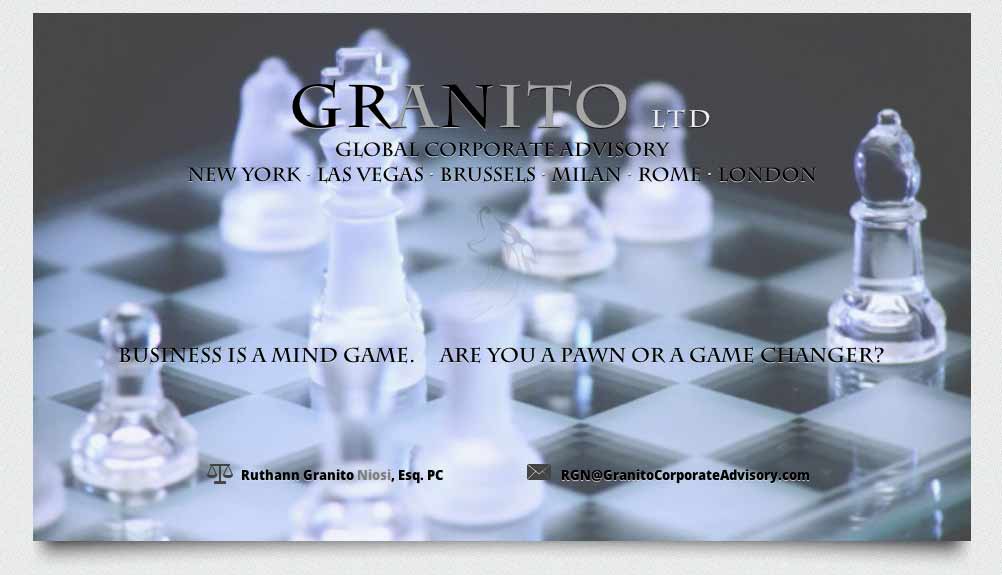 GRANITO LTD
GLOBAL CORPORATE ADVISORY
NEW YORK · LAS VEGAS · BRUSSELS · MILAN · ROME · LONDON
BUSINESS IS A MIND GAME. ARE YOU A PAWN OR A GAME CHANGER?
Ruthann Granito Niosi, Esq. PC
RGN@GranitoCorporateAdvisory.com